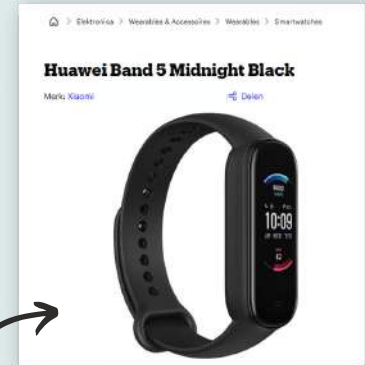 Elektronica > Wearables & Accessoires > Wearables > Smartwatches
Huawei Band 5 Midnight Black
Merk: Xiaomi
Delen
10:09